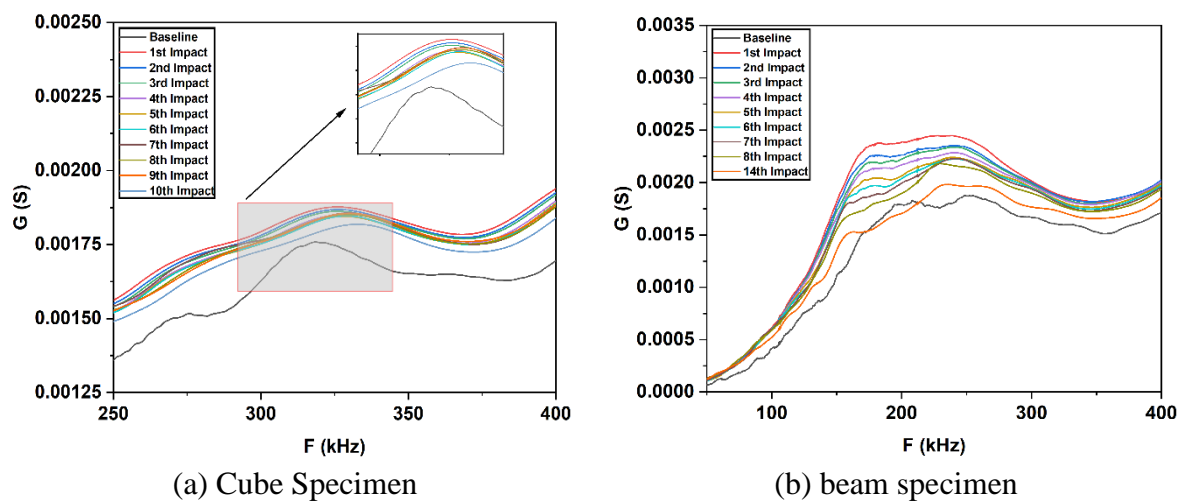 0.00250
0.00225
0.00200
0.00175
0.00150
0.00125
G (S)
Baseline
1st Impact
2nd Impact
3rd Impact
4th Impact
5th Impact
6th Impact
7th Impact
8th Impact
9th Impact
10th Impact
250 300 350 400
F (kHz)
(a) Cube Specimen
0.0035
0.0030
0.0025
0.0020
0.0015
0.0010
0.0005
0.0000
G (S)
Baseline
1st Impact
2nd Impact
3rd Impact
4th Impact
5th Impact
6th Impact
7th Impact
8th Impact
14th Impact
100 200 300 400
F (kHz)
(b) beam specimen